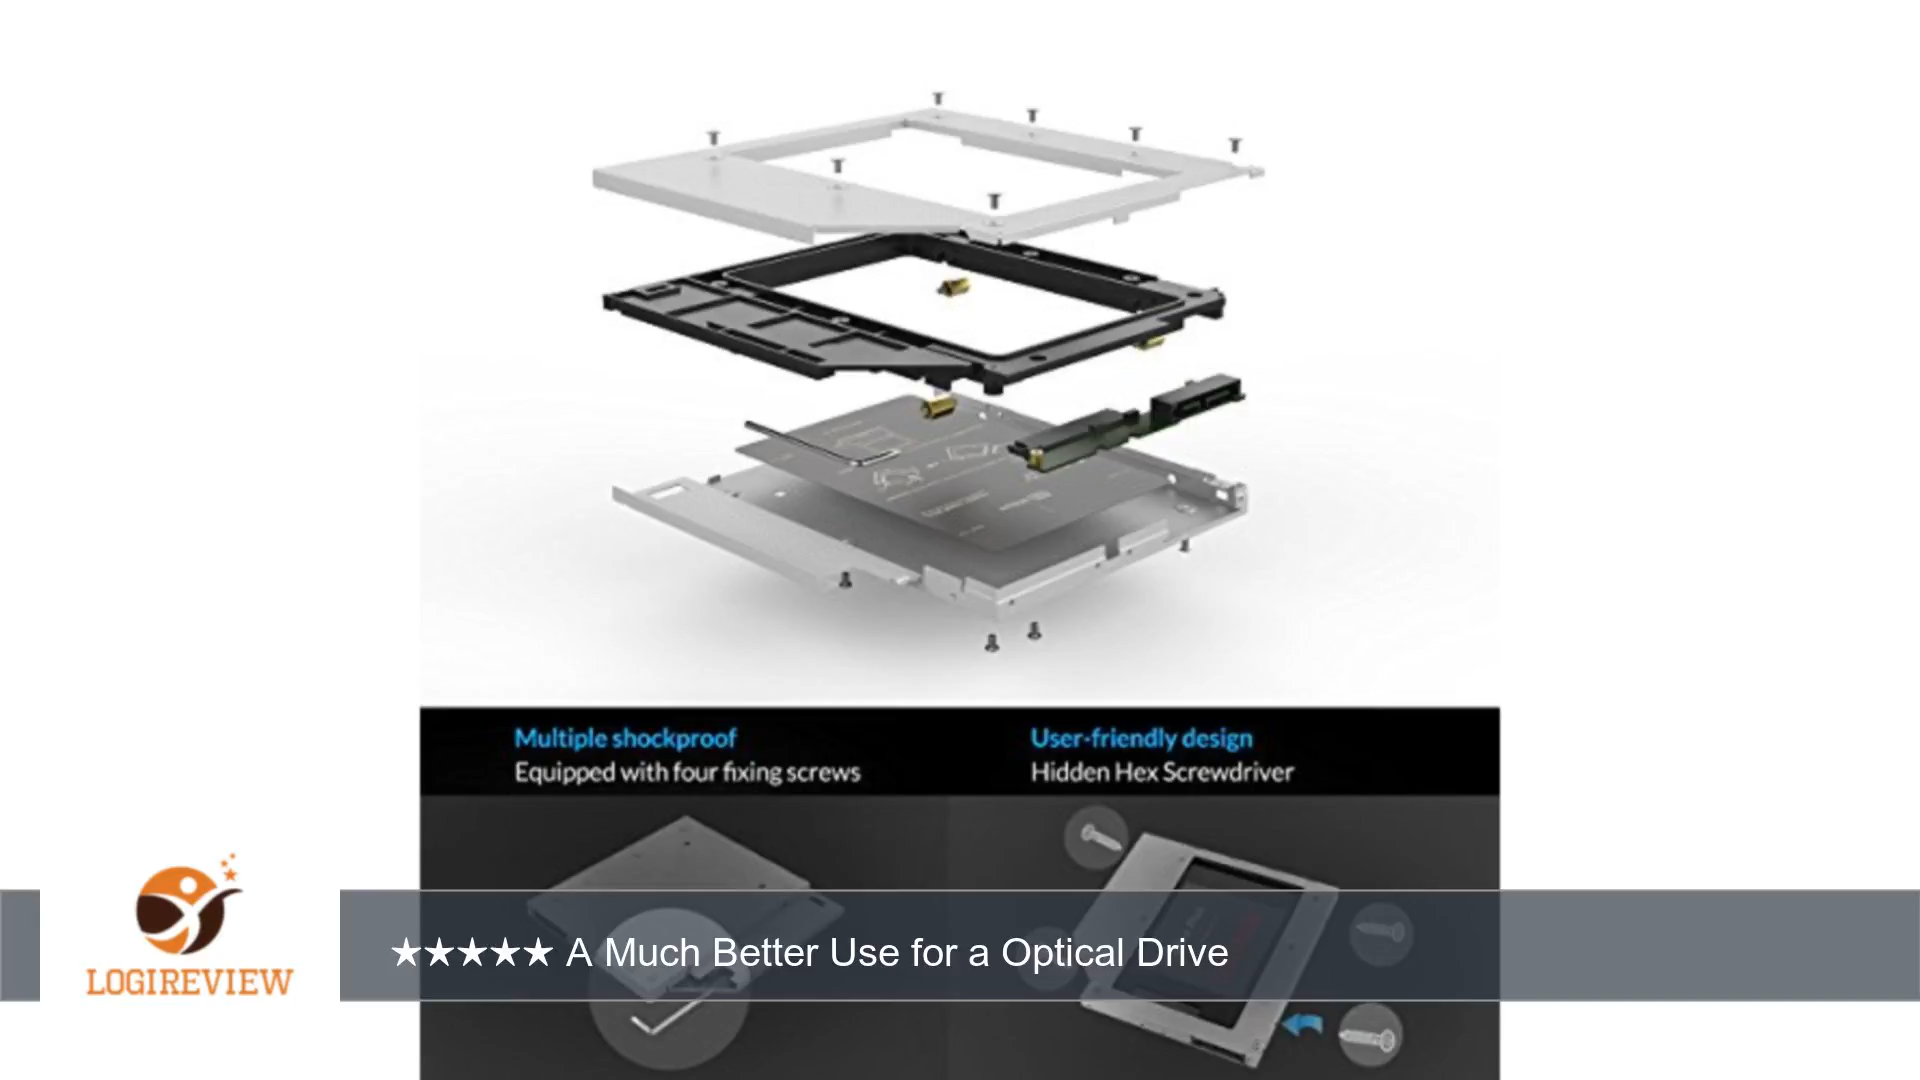 Multiple shockproof
Equipped with four fixing screws
User-friendly design
Hidden Hex Screwdriver
★★★★★ A Much Better Use for a Optical Drive
LOGIREVIEW